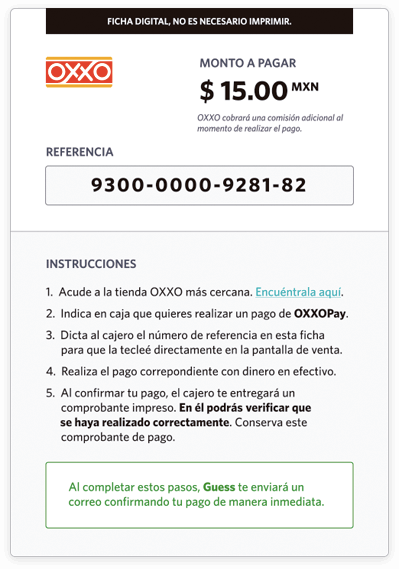 FICHA DIGITAL, NO ES NECESARIO IMPRIMIR.
OXXO
MONTO A PAGAR
$ 15.00 MXN
OXXO cobrará una comisión adicional al
momento de realizar el pago.
REFERENCIA
9300-0000-9281-82
INSTRUCCIONES
1. Acude a la tienda OXXO más cercana. Encuéntrala aquí.
2. Indica en caja que quieres realizar un pago de OXXOPay.
3. Dicta al cajero el número de referencia en esta ficha
para que la tecleé directamente en la pantalla de venta.
4. Realiza el pago correpondiente con dinero en efectivo.
5. Al confirmar tu pago, el cajero te entregará un
comprobante impreso. En él podrás verificar que
se haya realizado correctamente. Conserva este
comprobante de pago.
Al completar estos pasos, Guess te enviará un
correo confirmando tu pago de manera inmediata.